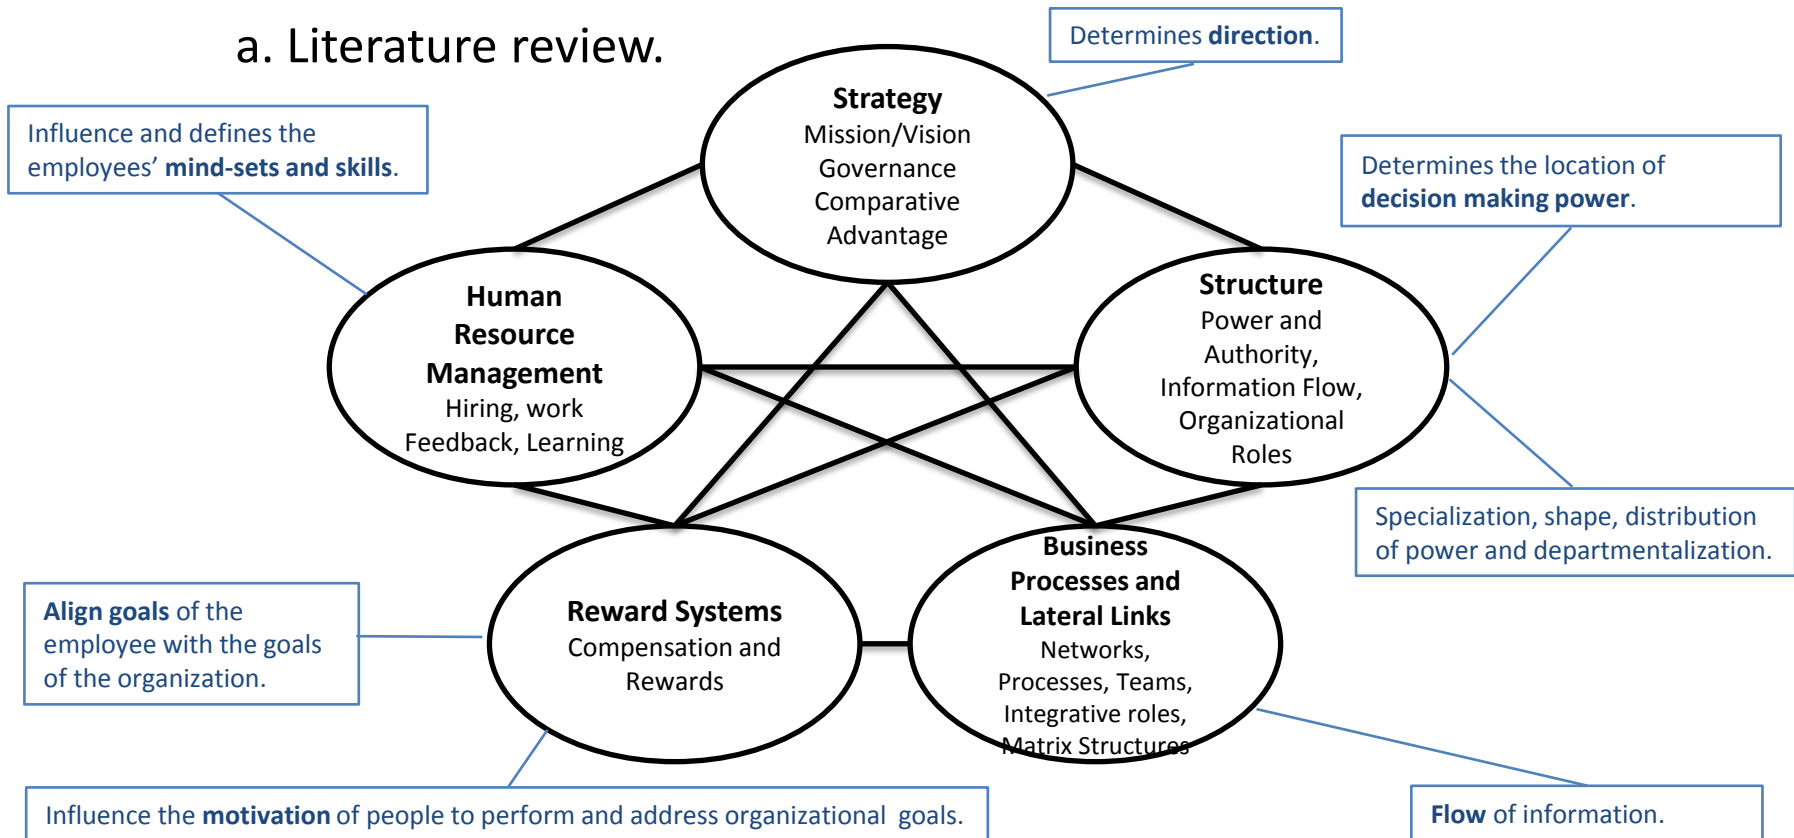 a. Literature review.
Determines direction.
Strategy
Mission/Vision
Governance
Comparative
Advantage
Influence and defines the
employees’ mind-sets and skills.
Determines the location of
decision making power.
Human
Resource
Management
Hiring, work
Feedback, Learning
Structure
Power and
Authority,
Information Flow,
Organizational
Roles
Specialization, shape, distribution
of power and departmentalization.
Align goals of the
employee with the goals
of the organization.
Reward Systems
Compensation and
Rewards
Business
Processes and
Lateral Links
Networks,
Processes, Teams,
Integrative roles,
Matrix Structures
Influence the motivation of people to perform and address organizational goals.
Flow of information.